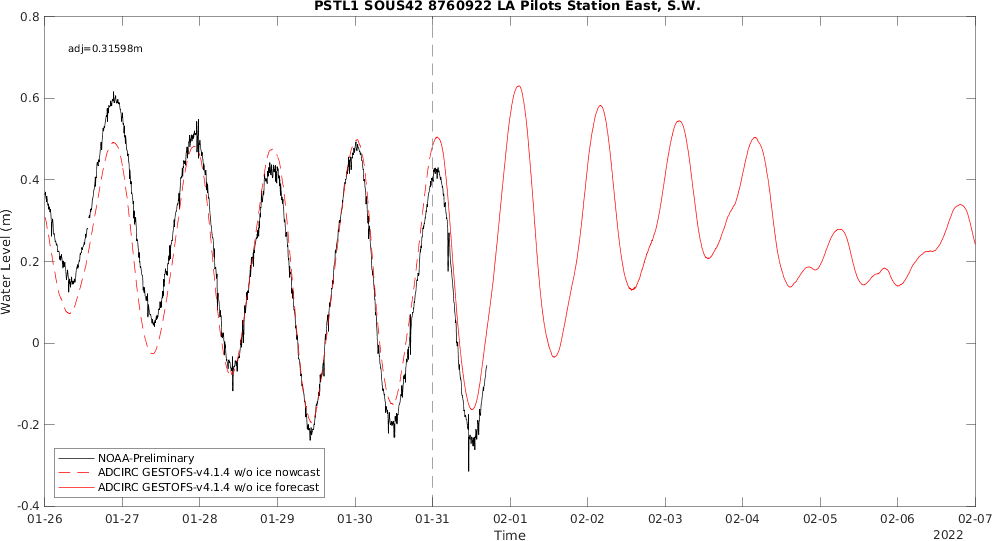 PSTL1 SOUS42 8760922 LA Pilots Station East, S.W.
adj=0.31598m
0.8
0.6
0.4
0.2
0
-0.2
-0.4
Water Level (m)
NOAA-Preliminary
ADCIRC GESTOFS-v4.1.4 w/o ice nowcast
ADCIRC GESTOFS-v4.1.4 w/o ice forecast
01-26 01-27 01-28 01-29 01-30 01-31 02-01 02-02 02-03 02-04 02-05 02-06 02-07
Time
2022